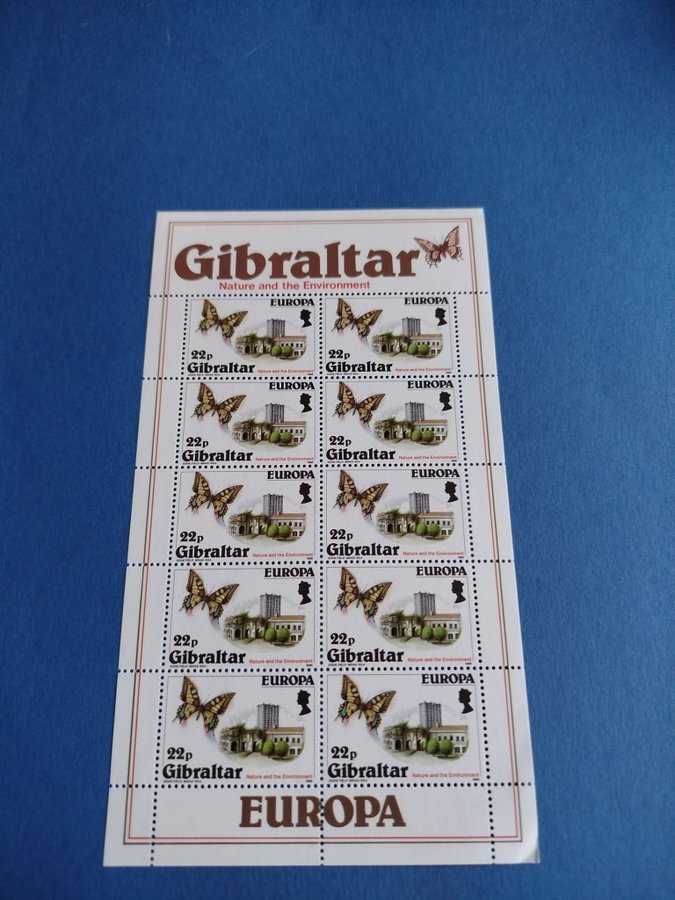 Gibraltar
Nature and the Environment
EUROPA EUROPA
22p 22p
Gibraltar Nature and the Environment Gibraltar Nature and the Environment
EUROPA EUROPA
22p 22p
Gibraltar Nature and the Environment Gibraltar Nature and the Environment
EUROPA EUROPA
22p 22p
Gibraltar Nature and the Environment Gibraltar Nature and the Environment
EUROPA EUROPA
22p 22p
Gibraltar Nature and the Environment Gibraltar Nature and the Environment
EUROPA EUROPA
22p 22p
Gibraltar Nature and the Environment Gibraltar Nature and the Environment
EUROPA